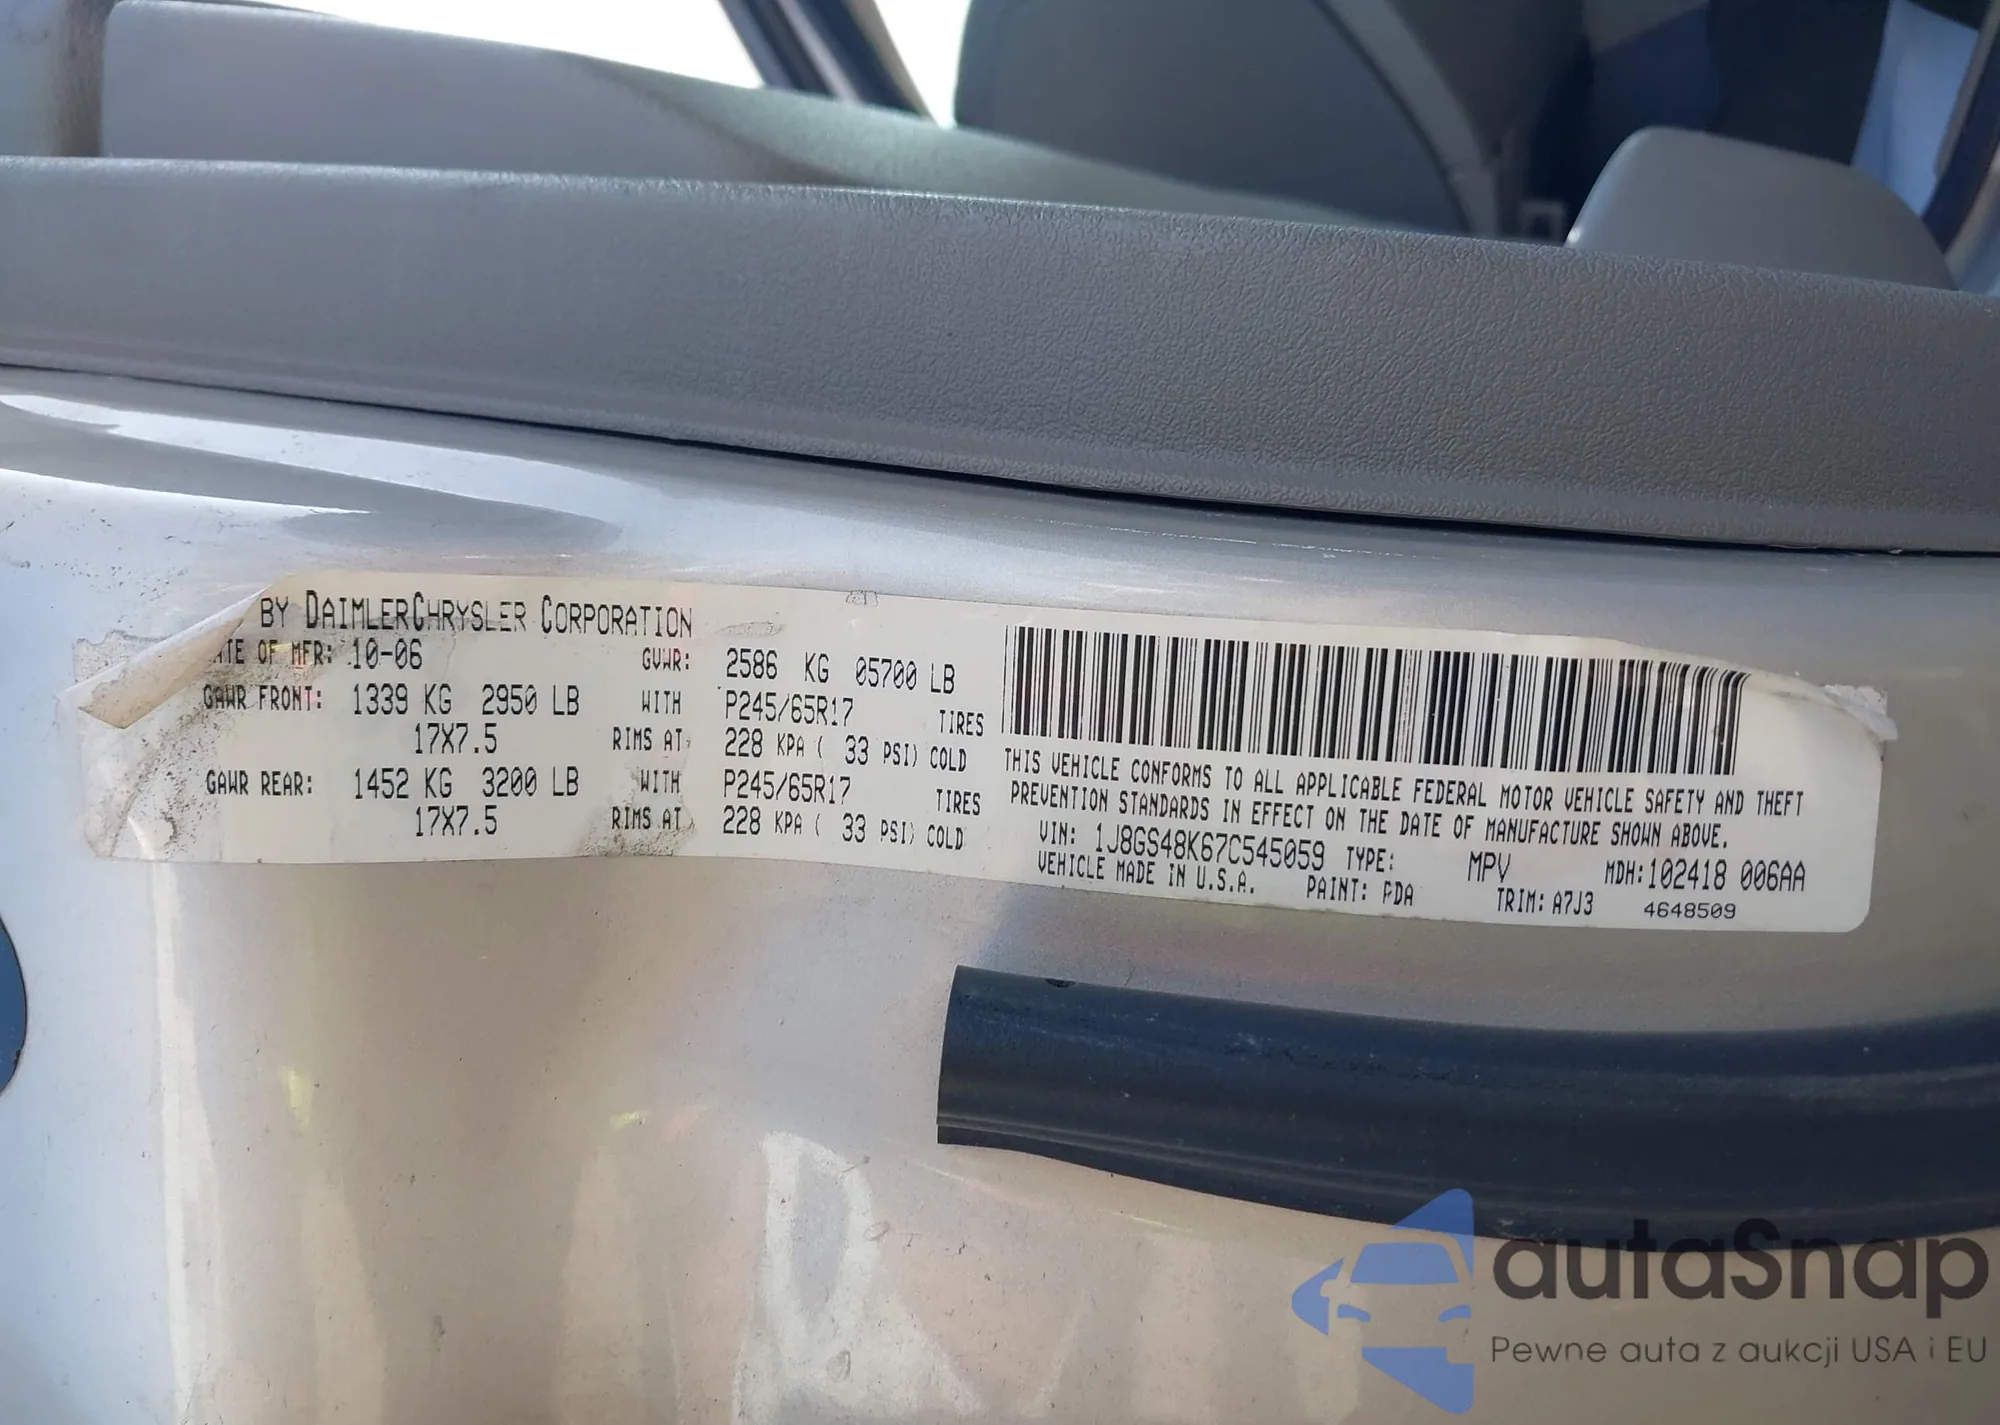 BY DAIMLERCHRYSLER CORPORATION
OF MFR: 10-06 GVWR: 2586 KG 05700 LB
GAWR FRONT: 1339 KG 2950 LB WITH P245/65R17 TIRES
17X7.5 RIMS AT 228 KPA ( 33 PSI) COLD
GAWR REAR: 1452 KG 3200 LB WITH P245/65R17 TIRES
17X7.5 RIMS AT 228 KPA ( 33 PSI) COLD
THIS VEHICLE CONFORMS TO ALL APPLICABLE FEDERAL MOTOR VEHICLE SAFETY AND THEFT
PREVENTION STANDARDS IN EFFECT ON THE DATE OF MANUFACTURE SHOWN ABOVE.
VIN: 1J8GS48K67C545059 TYPE: MPV MDH:102418 006AA
VEHICLE MADE IN U.S.A. PAINT: PDA TRIM: A7J3 4648509
autaSnap
Pewne auta z aukcji USA i EU